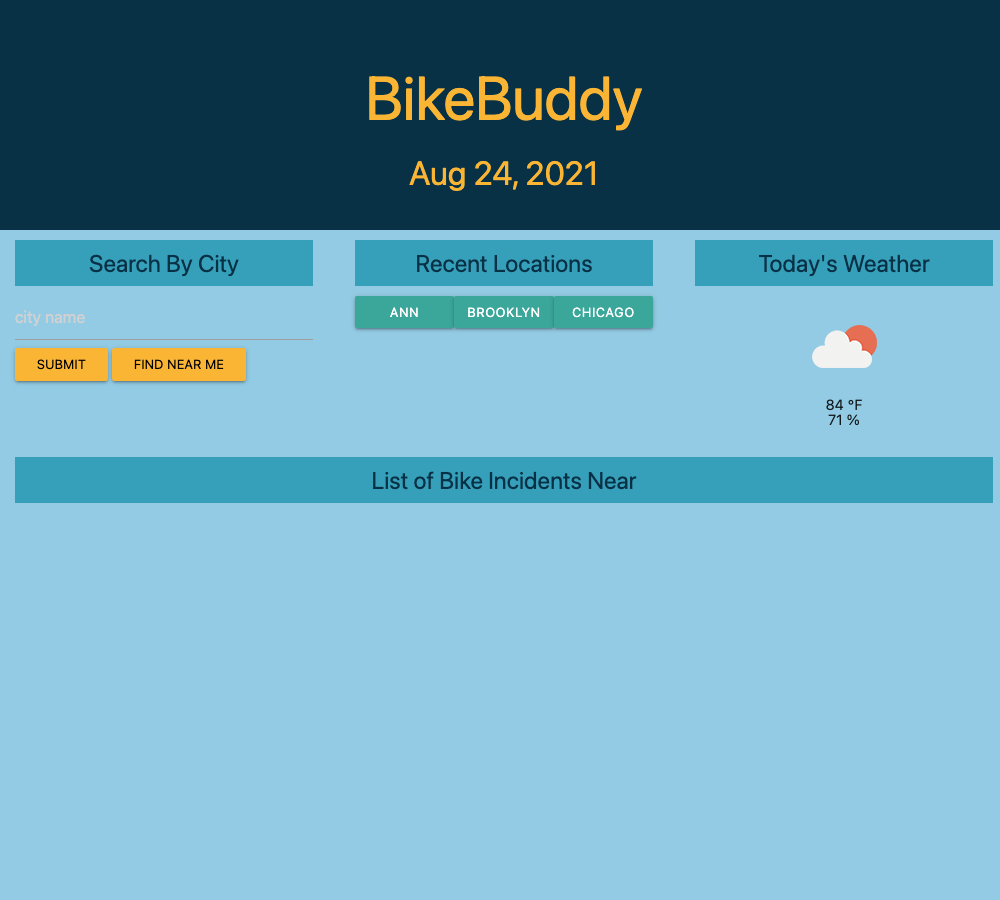 BikeBuddy
Aug 24, 2021
Search By City
city name
SUBMIT
FIND NEAR ME
Recent Locations
ANN
BROOKLYN
CHICAGO
Today's Weather
84 °F
71 %
List of Bike Incidents Near